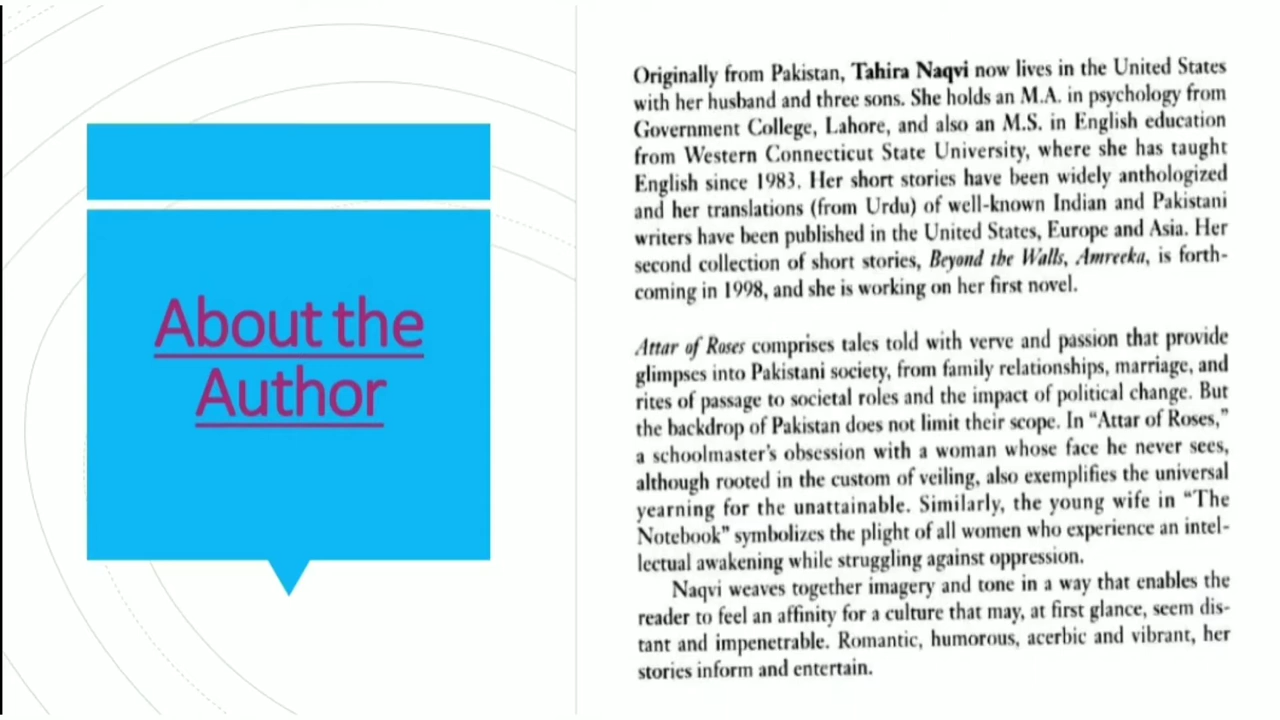 About the
Author
Originally from Pakistan, Tahira Naqvi now lives in the United States
with her husband and three sons. She holds an M.A. in psychology from
Government College, Lahore, and also an M.S. in English education
from Western Connecticut State University, where she has taught
English since 1983. Her short stories have been widely anthologized
and her translations (from Urdu) of well-known Indian and Pakistani
writers have been published in the United States, Europe and Asia. Her
second collection of short stories, Beyond the Walls, Amreeka, is forth-
coming in 1998, and she is working on her first novel.
Attar of Roses comprises tales told with verve and passion that provide
glimpses into Pakistani society, from family relationships, marriage, and
rites of passage to societal roles and the impact of political change. But
the backdrop of Pakistan does not limit their scope. In “Attar of Roses,”
a schoolmaster’s obsession with a woman whose face he never sees,
although rooted in the custom of veiling, also exemplifies the universal
yearning for the unattainable. Similarly, the young wife in “The
Notebook” symbolizes the plight of all women who experience an intel-
lectual awakening while struggling against oppression.
Naqvi weaves together imagery and tone in a way that enables the
reader to feel an affinity for a culture that may, at first glance, seem dis-
tant and impenetrable. Romantic, humorous, acerbic and vibrant, her
stories inform and entertain.